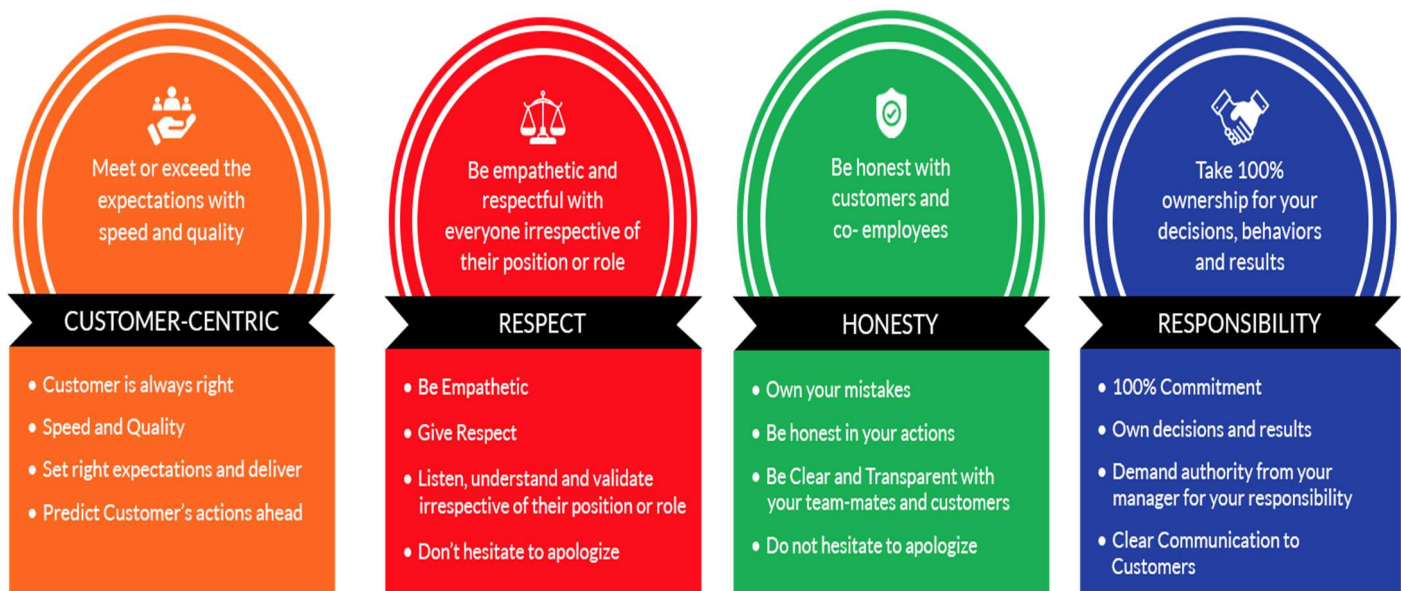 Meet or exceed the
expectations with
speed and quality
CUSTOMER-CENTRIC
• Customer is always right
• Speed and Quality
• Set right expectations and deliver
• Predict Customer's actions ahead
Be empathetic and
respectful with
everyone irrespective of
their position or role
RESPECT
• Be Empathetic
• Give Respect
• Listen, understand and validate
irrespective of their position or role
• Don't hesitate to apologize
Be honest with
customers and
co- employees
HONESTY
• Own your mistakes
• Be honest in your actions
• Be Clear and Transparent with
your team-mates and customers
• Do not hesitate to apologize
Take 100%
ownership for your
decisions, behaviors
and results
RESPONSIBILITY
• 100% Commitment
• Own decisions and results
• Demand authority from your
manager for your responsibility
• Clear Communication to
Customers